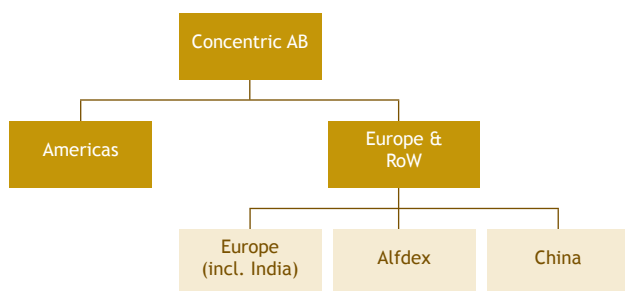 Concentric AB
Americas
Europe &
RoW
Europe
(incl. India)
Alfdex
China